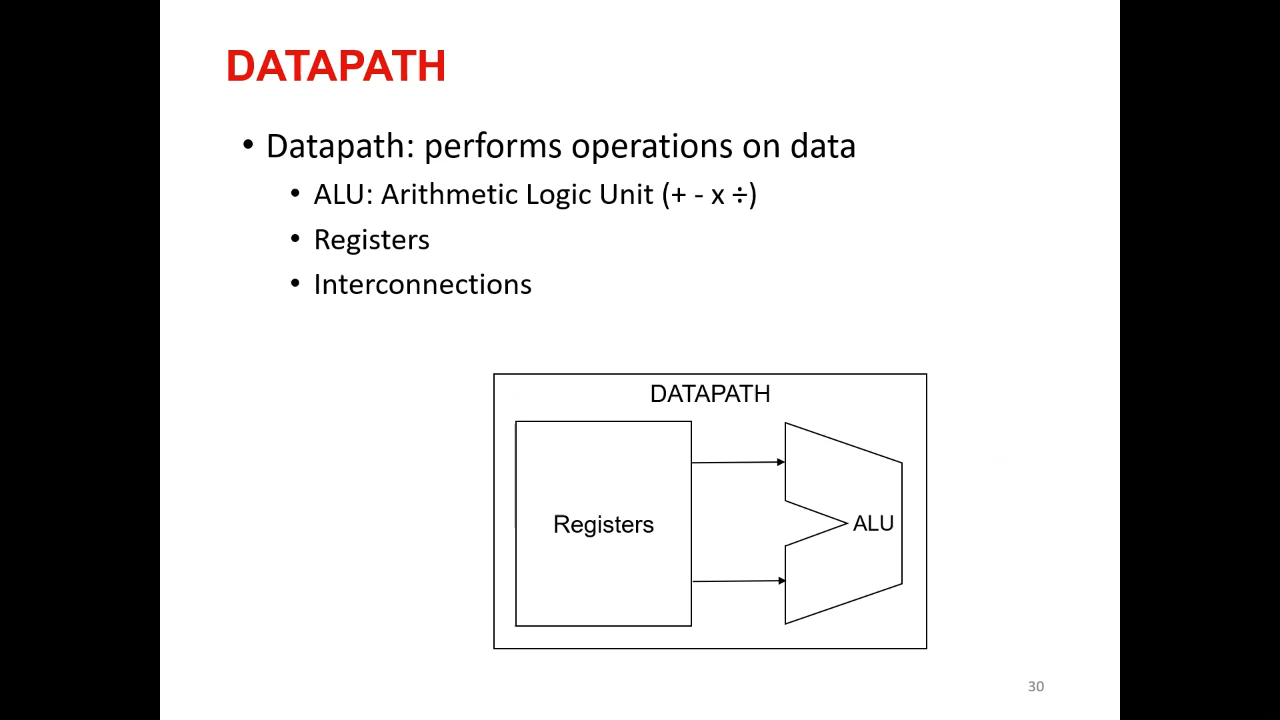 DATAPATH
• Datapath: performs operations on data
• ALU: Arithmetic Logic Unit (+ - x ÷)
• Registers
• Interconnections
DATAPATH
Registers
ALU
30